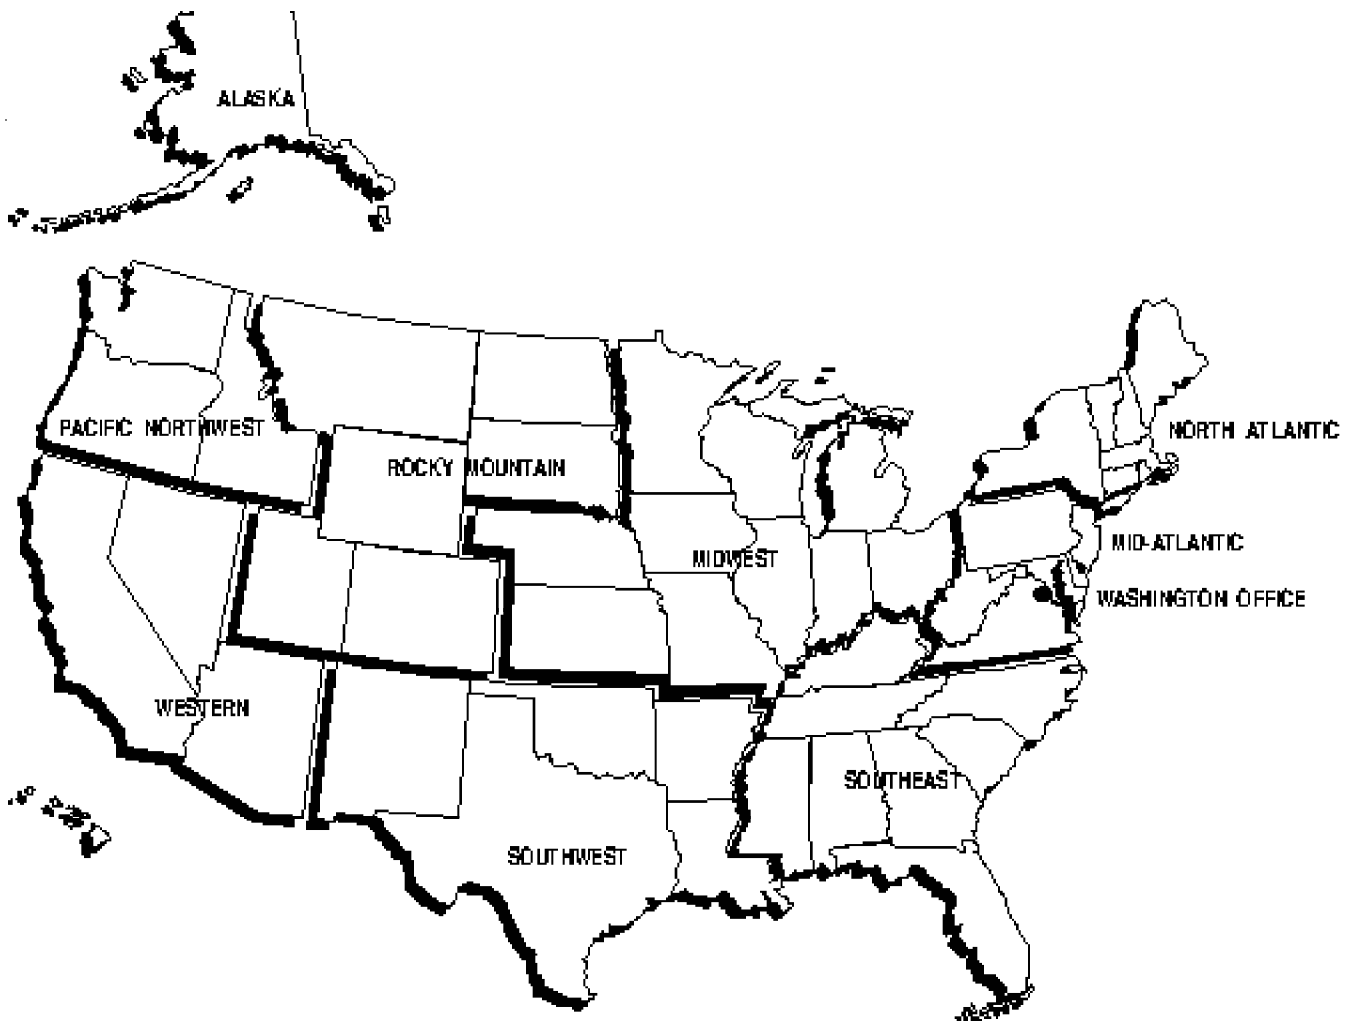 ALASKA
PACIFIC NORTHWEST
NORTH ATLANTIC
ROCKY MOUNTAIN
MID-ATLANTIC
MIDWEST
WASHINGTON OFFICE
WESTERN
SOUTHEAST
SOUTHWEST